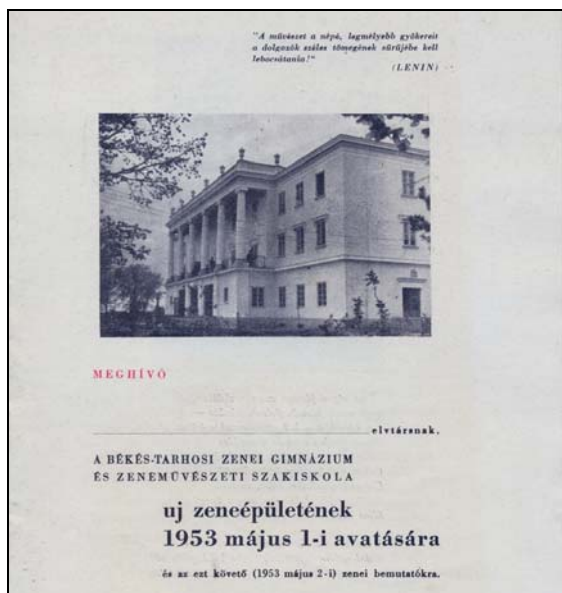 "A művészet a népé, legmélyebb gyökereit
a dolgozók széles tömegének sűrűjébe kell
lebocsátania!"
(LENIN)
MEGHÍVÓ
elvtársnak,
A BÉKÉS-TARHOSI ZENEI GIMNÁZIUM
ÉS ZENEMŰVÉSZETI SZAKISKOLA
uj zeneépületének
1953 május 1-i avatására
és az ezt követő (1953 május 2-i) zenei bemutatókra.